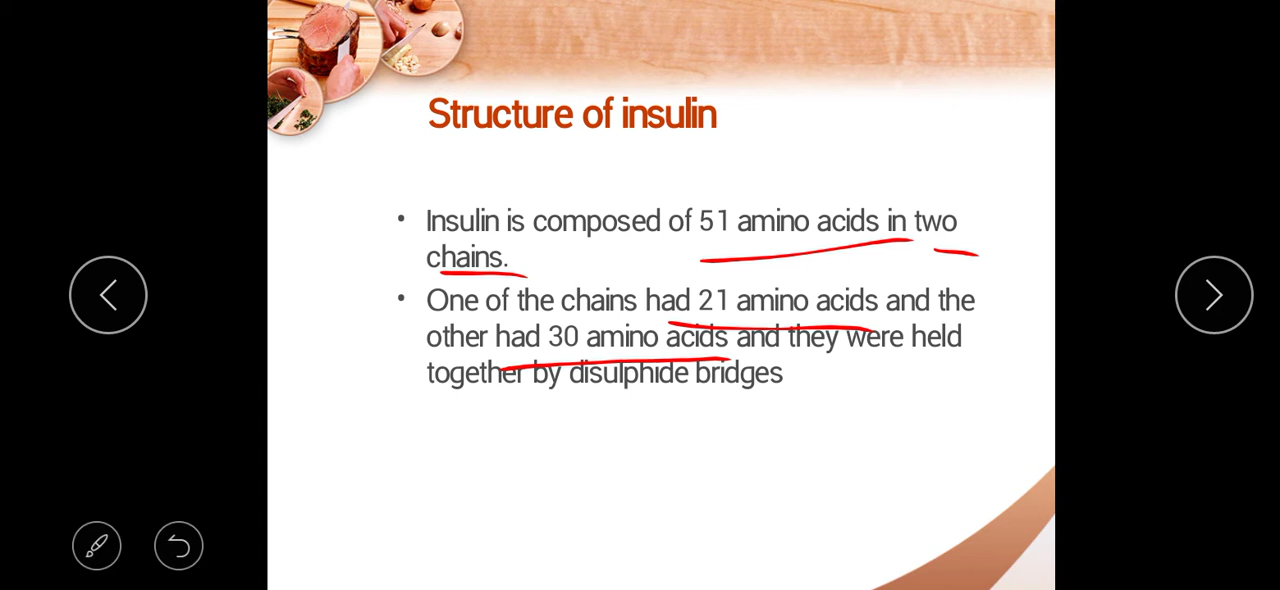 Structure of insulin
• Insulin is composed of 51 amino acids in two
chains.
• One of the chains had 21 amino acids and the
other had 30 amino acids and they were held
together by disulphide bridges